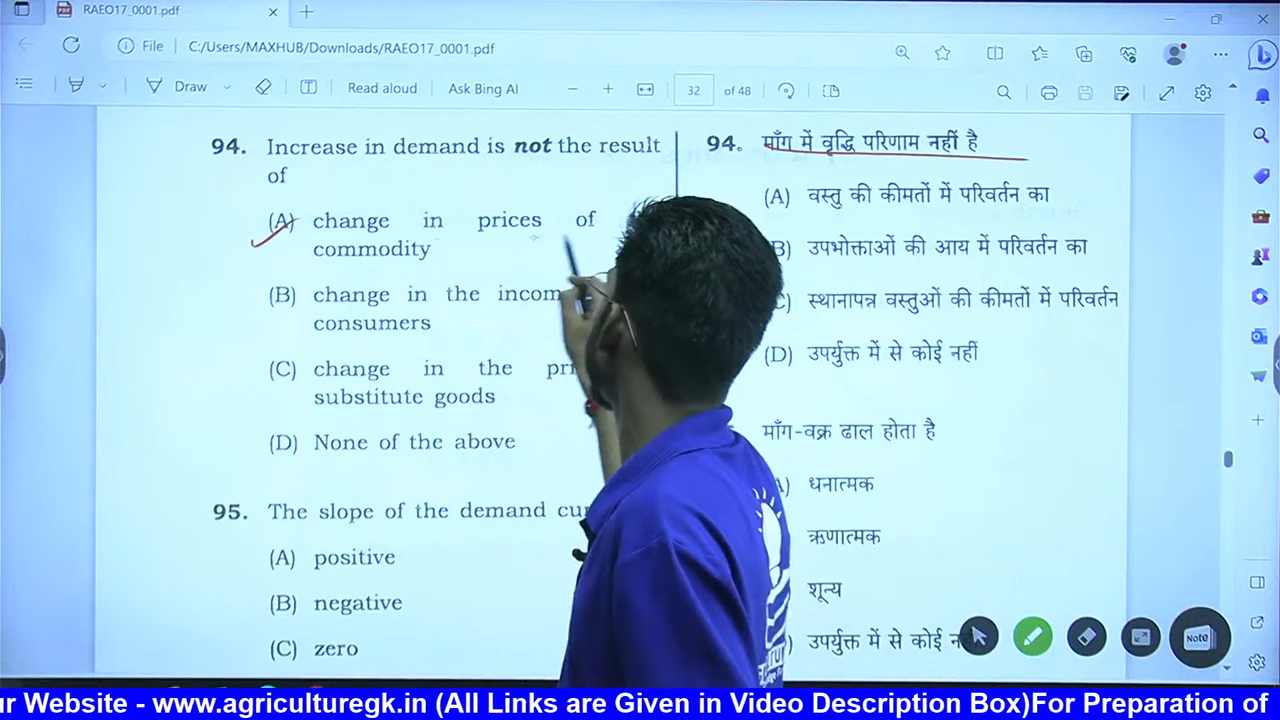 RAEO17_0001.pdf
File C:/Users/MAXHUB/Downloads/RAEO17_0001.pdf
Draw Read aloud Ask Bing AI 32 of 48
94. Increase in demand is not the result
of
(A) change in prices of
commodity
(B) change in the
consumers
(C) change in the
substitute goods
(D) None of the above
95. The slope of the demand
(A) positive
(B) negative
(C) zero
94. माँग में वृद्धि परिणाम नहीं है
(A) वस्तु की कीमतों में परिवर्तन का
उपभोक्ताओं की आय में परिवर्तन का
स्थानापन्न वस्तुओं की कीमतों में परिवर्तन
(D) उपर्युक्त में से कोई नहीं
माँग-वक्र ढाल होता है
धनात्मक
ऋणात्मक
शून्य
उपर्युक्त में से कोई
Note
Website - www.agriculturegk.in (All Links are Given in Video Description Box)For Preparation of